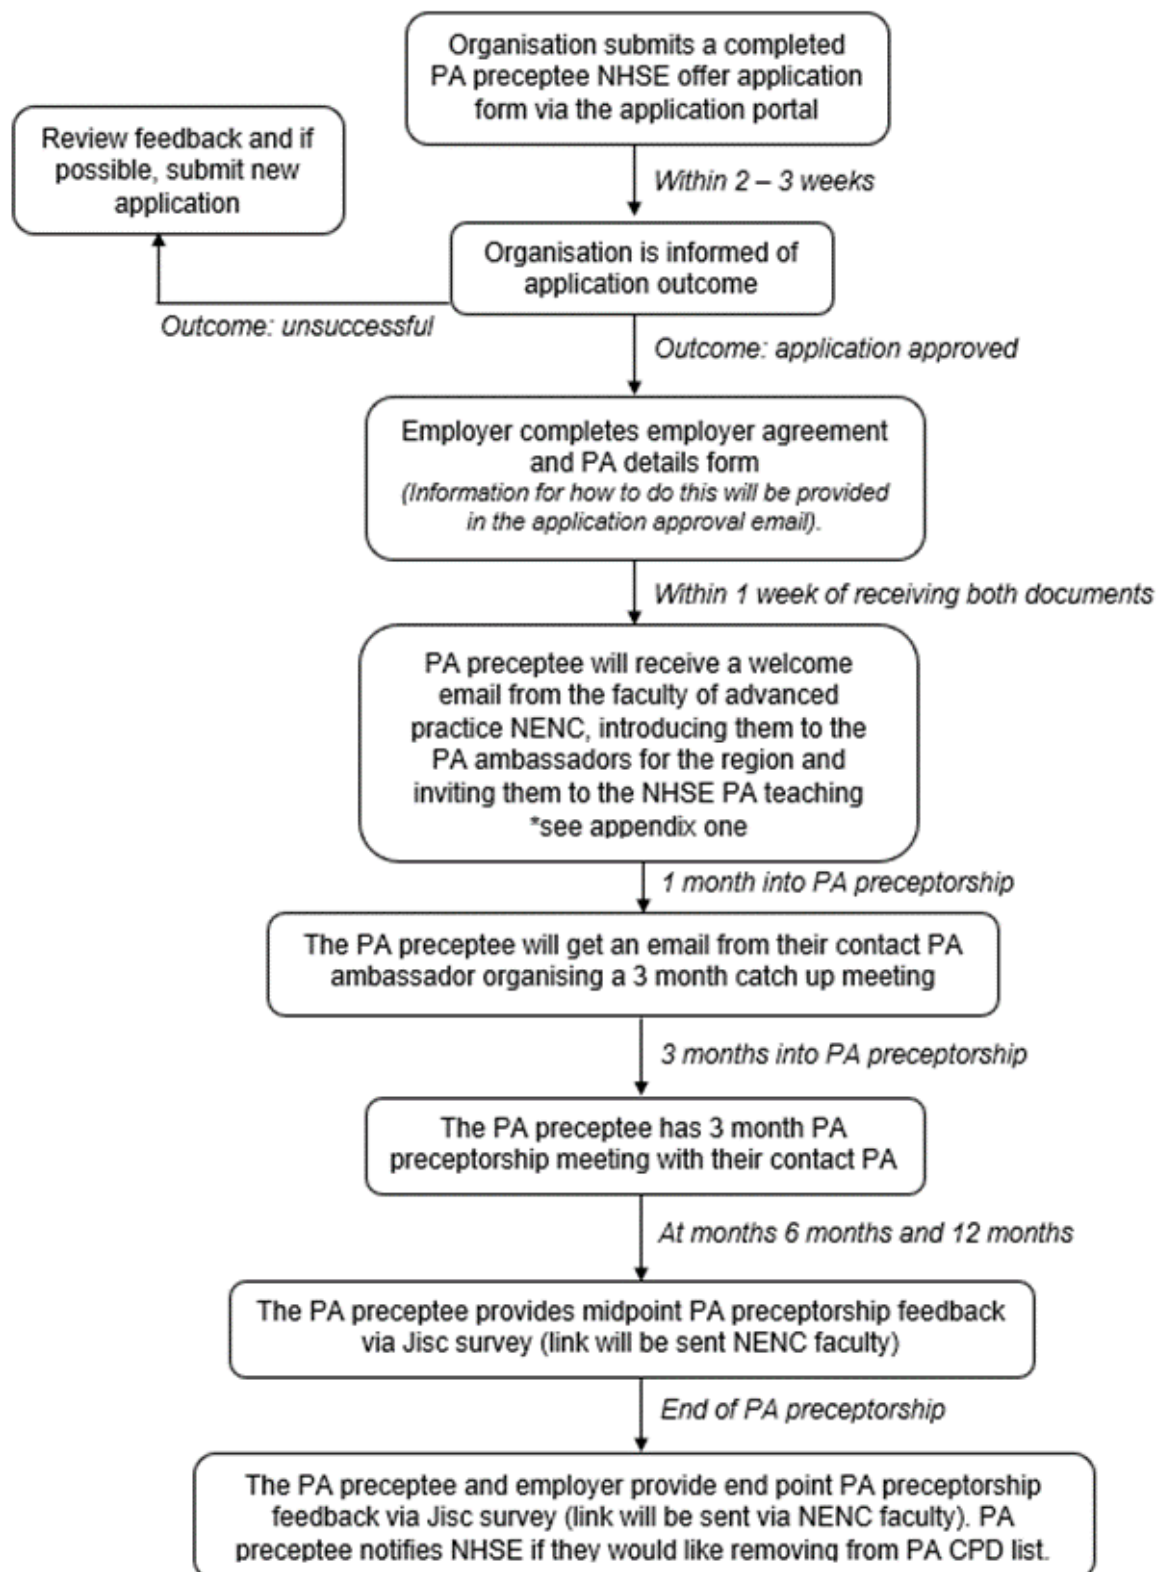 Organisation submits a completed
PA preceptee NHSE offer application
form via the application portal
Review feedback and if
possible, submit new
application
Within 2 – 3 weeks
Organisation is informed of
application outcome
Outcome: unsuccessful
Outcome: application approved
Employer completes employer agreement
and PA details form
(Information for how to do this will be provided
in the application approval email).
Within 1 week of receiving both documents
PA preceptee will receive a welcome
email from the faculty of advanced
practice NENC, introducing them to the
PA ambassadors for the region and
inviting them to the NHSE PA teaching
*see appendix one
1 month into PA preceptorship
The PA preceptee will get an email from their contact PA
ambassador organising a 3 month catch up meeting
3 months into PA preceptorship
The PA preceptee has 3 month PA
preceptorship meeting with their contact PA
At months 6 months and 12 months
The PA preceptee provides midpoint PA preceptorship feedback
via Jisc survey (link will be sent NENC faculty)
End of PA preceptorship
The PA preceptee and employer provide end point PA preceptorship
feedback via Jisc survey (link will be sent via NENC faculty). PA
preceptee notifies NHSE if they would like removing from PA CPD list.